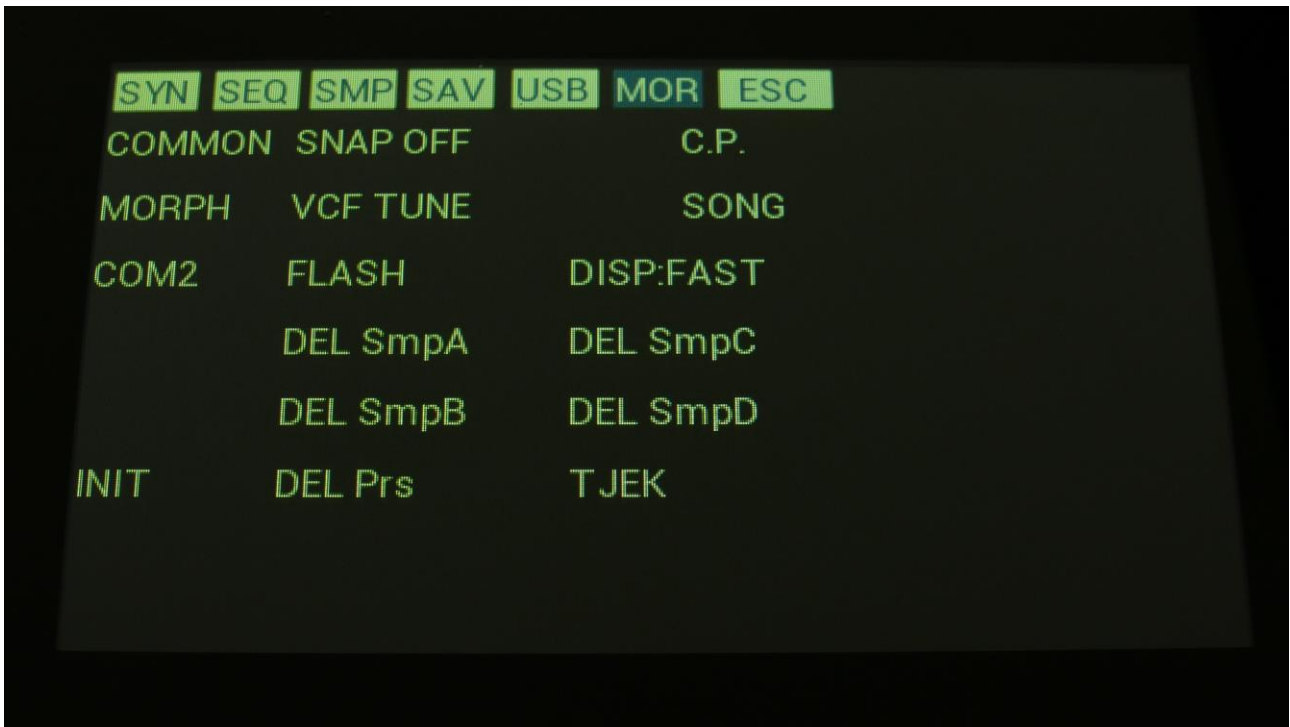 SYN SEQ SMP SAV USB MOR ESC
COMMON SNAP OFF C.P.
MORPH VCF TUNE SONG
COM2 FLASH DISP:FAST
DEL SmpA DEL SmpC
DEL SmpB DEL SmpD
INIT DEL Prs TJEK